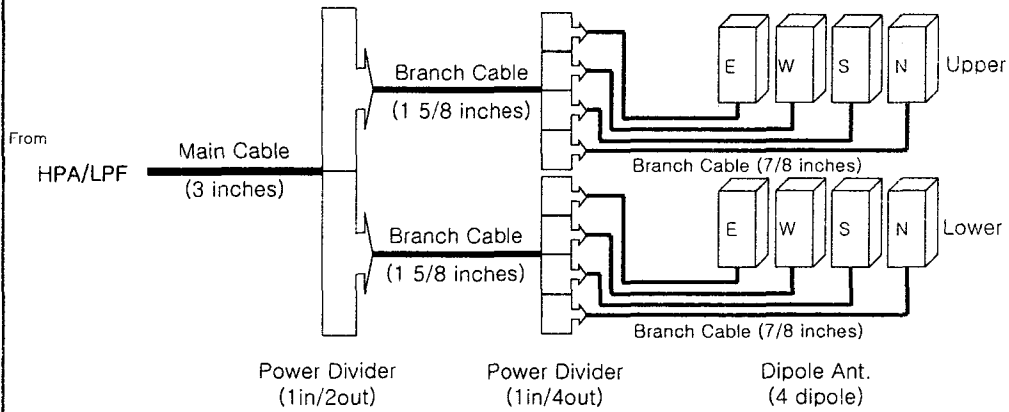 From
HPA/LPF
Main Cable
(3 inches)
Branch Cable
(1 5/8 inches)
E W S N Upper
Branch Cable (7/8 inches)
Branch Cable
(1 5/8 inches)
E W S N Lower
Branch Cable (7/8 inches)
Power Divider
(1in/2out)
Power Divider
(1in/4out)
Dipole Ant.
(4 dipole)